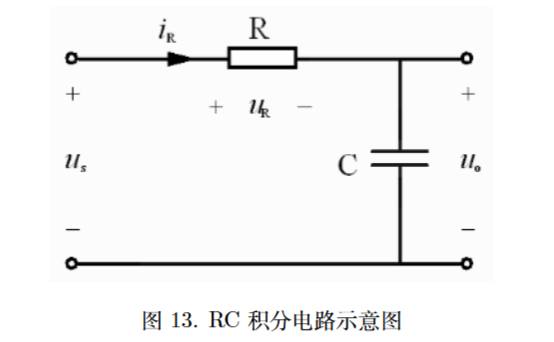 i_R R
+ u_R −
+ +
u_s C u_o
− −
图 13. RC 积分电路示意图